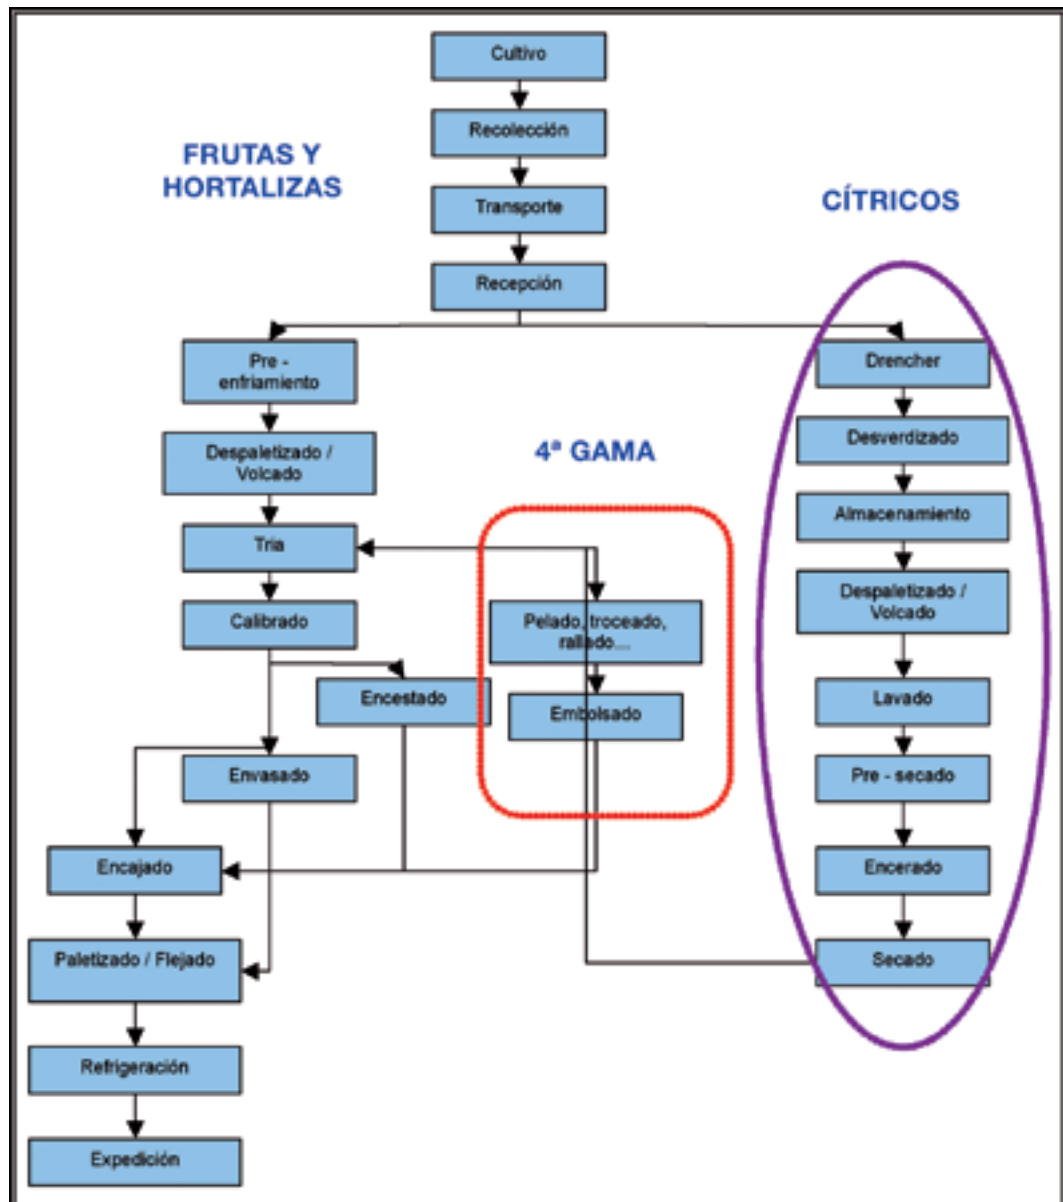 Cultivo
Recolección
FRUTAS Y
HORTALIZAS
Transporte
CÍTRICOS
Recepción
Pre -
enfriamiento
Drencher
Despaletizado /
Volcado
4ª GAMA
Desverdizado
Almacenamiento
Tria
Calibrado
Pelado, troceado,
rallado...
Despaletizado /
Volcado
Encestado
Embolsado
Lavado
Envasado
Pre - secado
Encajado
Encerado
Paletizado / Flejado
Secado
Refrigeración
Expedición